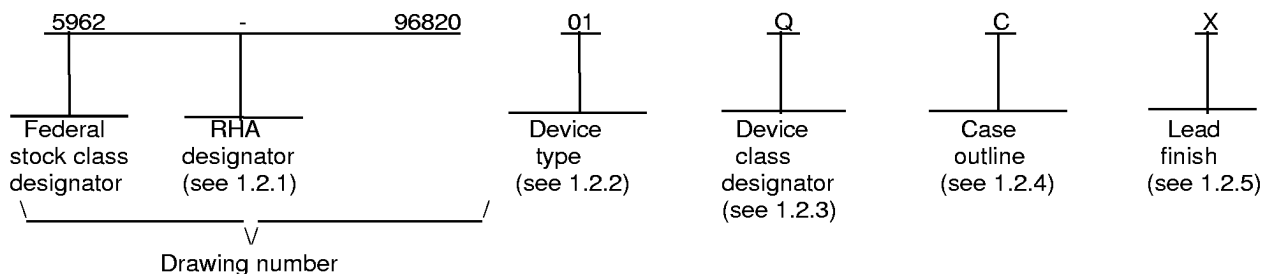 5962 - 96820 01 Q C X
Federal RHA Device Device Case Lead
stock class designator type class outline finish
designator (see 1.2.1) (see 1.2.2) designator (see 1.2.4) (see 1.2.5)
(see 1.2.3)
Drawing number